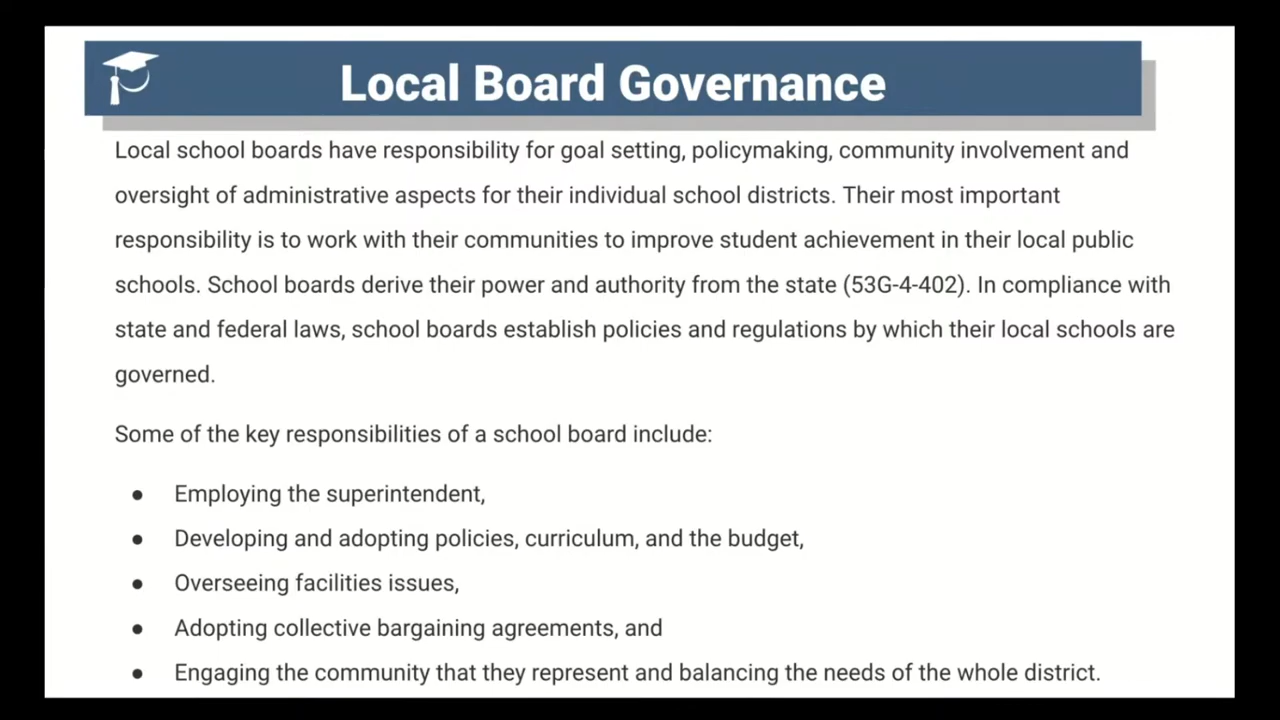 Local Board Governance
Local school boards have responsibility for goal setting, policymaking, community involvement and
oversight of administrative aspects for their individual school districts. Their most important
responsibility is to work with their communities to improve student achievement in their local public
schools. School boards derive their power and authority from the state (53G-4-402). In compliance with
state and federal laws, school boards establish policies and regulations by which their local schools are
governed.
Some of the key responsibilities of a school board include:
● Employing the superintendent,
● Developing and adopting policies, curriculum, and the budget,
● Overseeing facilities issues,
● Adopting collective bargaining agreements, and
● Engaging the community that they represent and balancing the needs of the whole district.